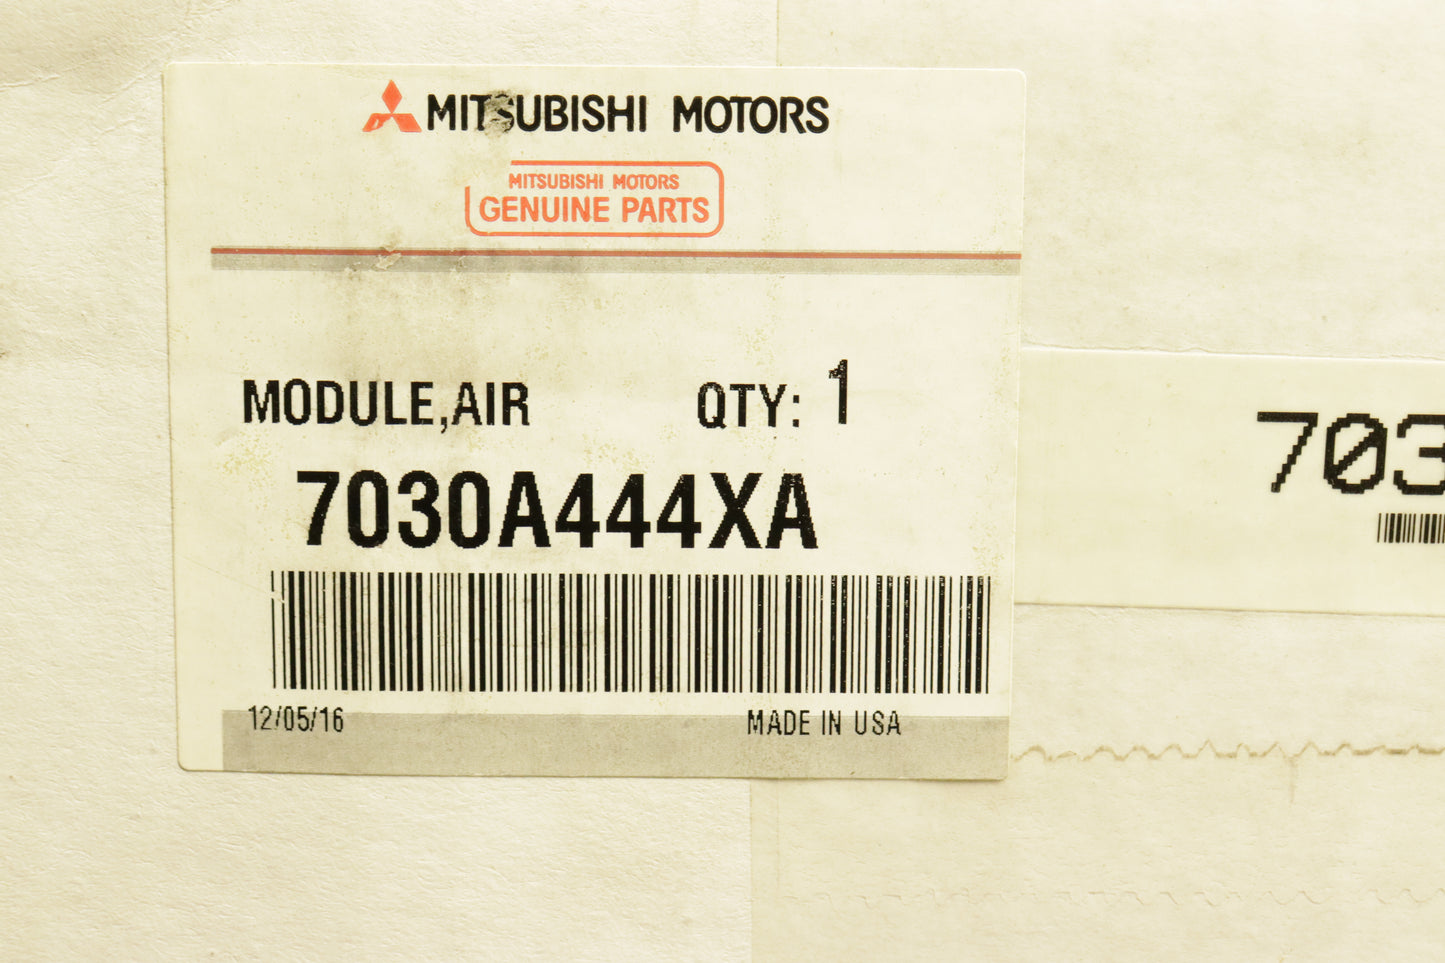 MITSUBISHI MOTORS
MITSUBISHI MOTORS
GENUINE PARTS
MODULE,AIR QTY: 1
7030A444XA
12/05/16 MADE IN USA
703